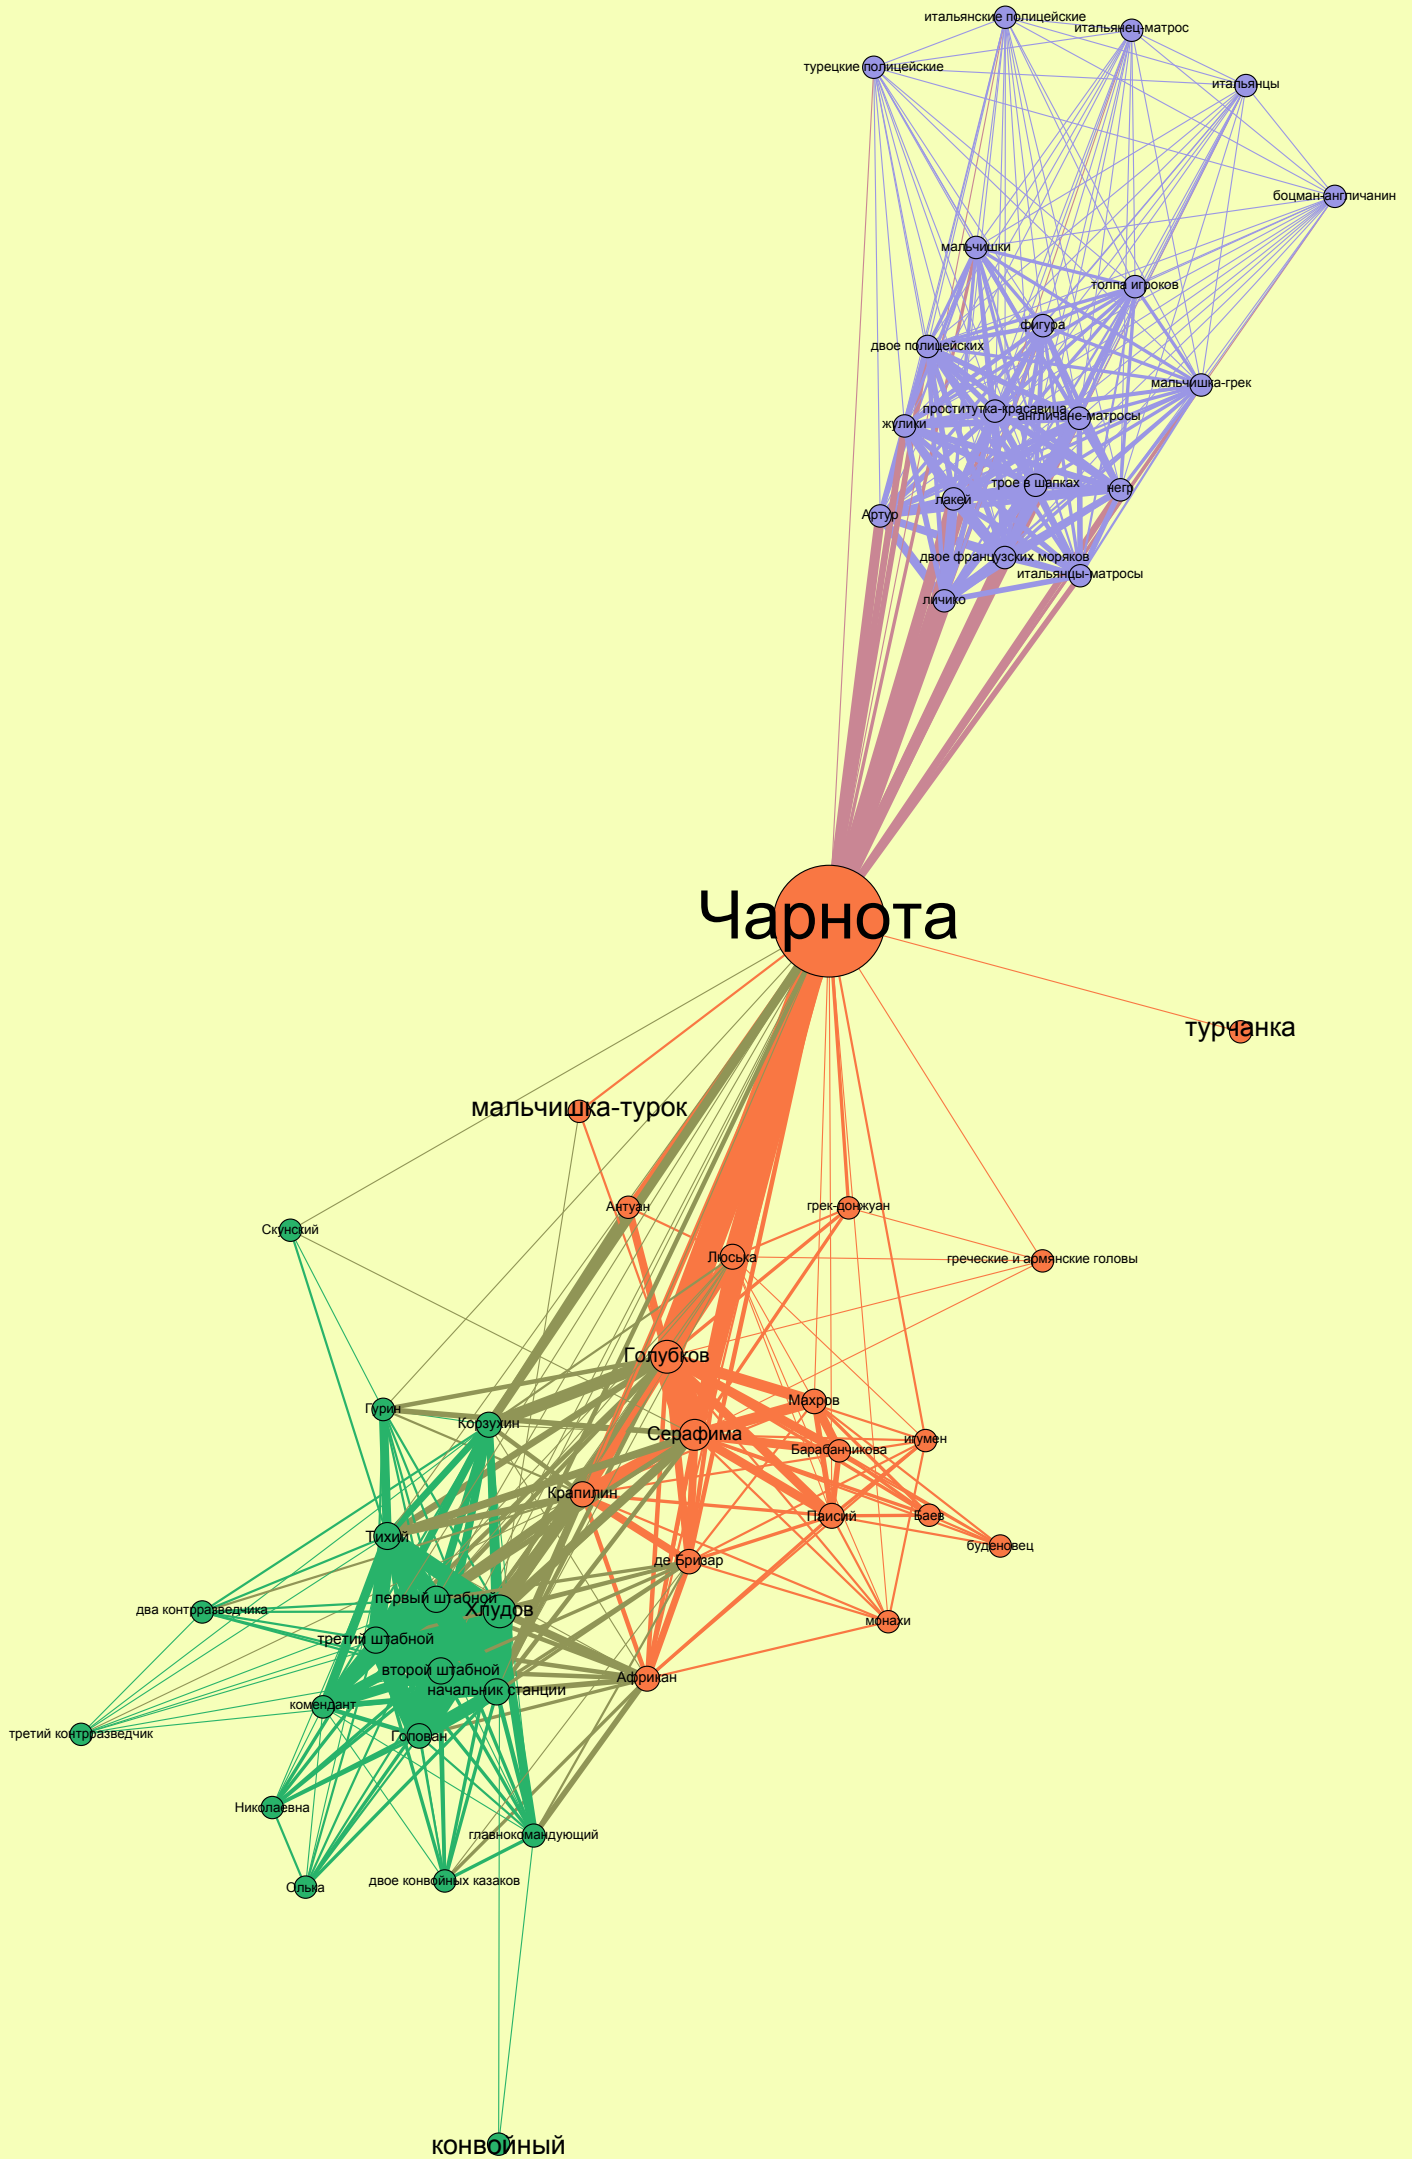 итальянские полицейские
итальянец-матрос
турецкие полицейские
итальянцы
боцман-англичанин
мальчишки
толпа игроков
фигура
двое полицейских
мальчишка-грек
проститутка-красавица
англичане-матросы
жулики
трое в шапках
негр
лакей
Артур
двое французских моряков
итальянцы-матросы
личико
Чарнота
турчанка
мальчишка-турок
Антуан
грек-донжуан
Скунский
Люська
греческие и армянские головы
Голубков
Махров
Гурин
Корзухин
Серафима
игумен
Барабанчикова
Крапилин
Паисий
Баев
Тихий
буденовец
де Бризар
первый штабной
Хлудов
два контрразведчика
монахи
третий штабной
второй штабной
Африкан
начальник станции
комендант
третий контрразведчик
Голован
Николаевна
главнокомандующий
двое конвойных казаков
Олька
конвойный